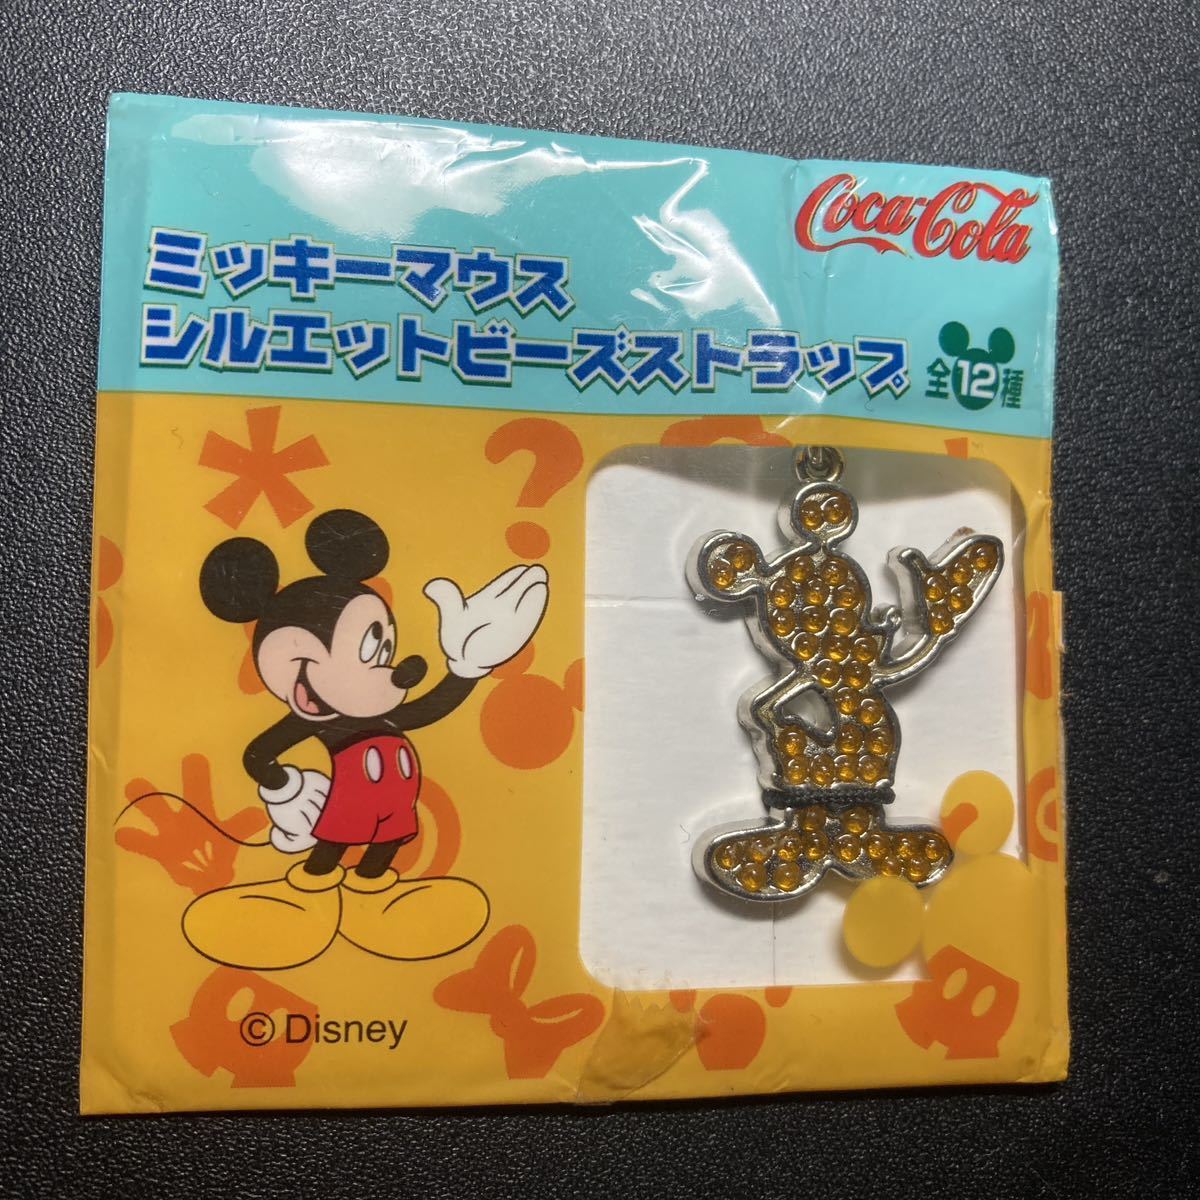 Coca-Cola
ミッキーマウス
シルエットビーズストラップ
全12種
© Disney